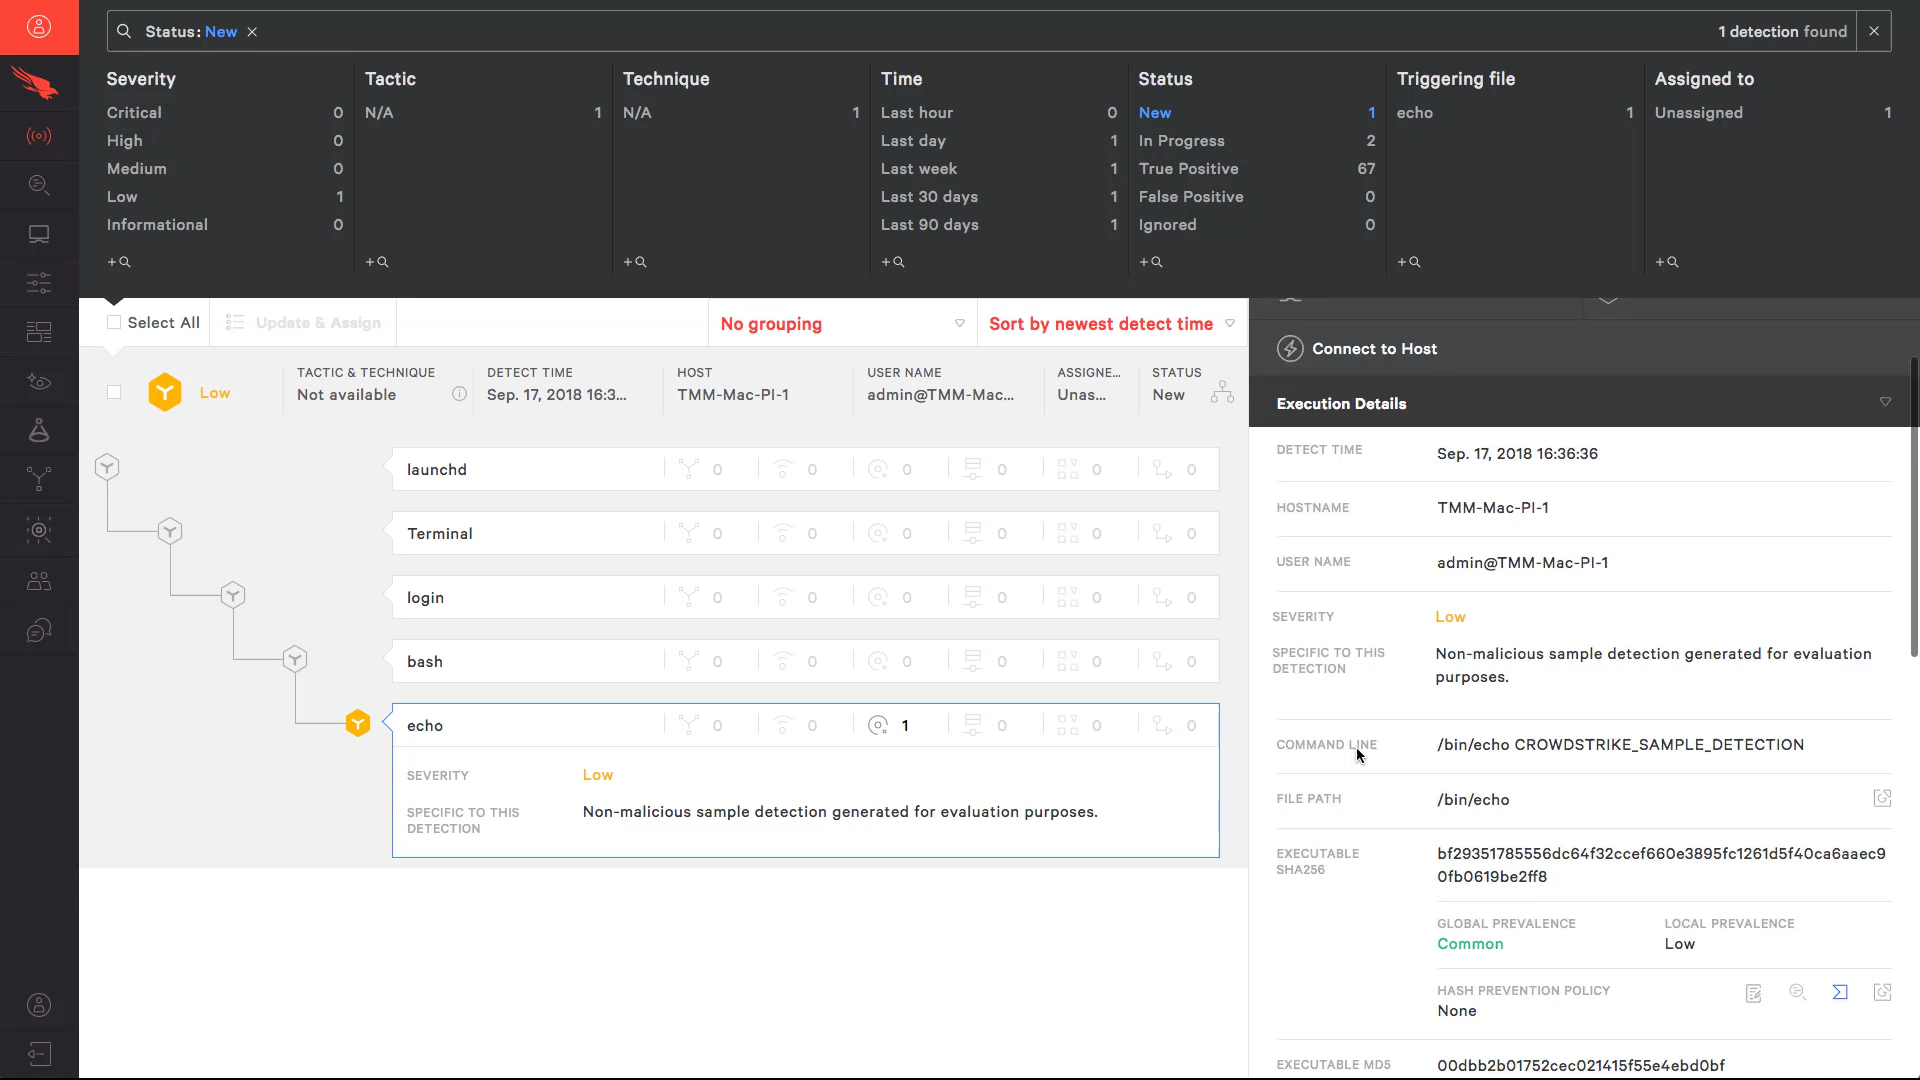 Status: New
1 detection found
Severity
Critical 0
High 0
Medium 0
Low 1
Informational 0
Tactic
N/A 1
Technique
N/A 1
Time
Last hour 0
Last day 1
Last week 1
Last 30 days 1
Last 90 days 1
Status
New 1
In Progress 2
True Positive 67
False Positive 0
Ignored 0
Triggering file
echo 1
Assigned to
Unassigned 1
Select All
Update & Assign
No grouping
Sort by newest detect time
Low
TACTIC & TECHNIQUE
Not available
DETECT TIME
Sep. 17, 2018 16:3...
HOST
TMM-Mac-PI-1
USER NAME
admin@TMM-Mac...
ASSIGNE...
Unas...
STATUS
New
launchd 0 0 0 0 0 0
Terminal 0 0 0 0 0 0
login 0 0 0 0 0 0
bash 0 0 0 0 0 0
echo 0 0 1 0 0 0
SEVERITY
Low
SPECIFIC TO THIS
DETECTION
Non-malicious sample detection generated for evaluation purposes.
Connect to Host
Execution Details
DETECT TIME
Sep. 17, 2018 16:36:36
HOSTNAME
TMM-Mac-PI-1
USER NAME
admin@TMM-Mac-PI-1
SEVERITY
Low
SPECIFIC TO THIS
DETECTION
Non-malicious sample detection generated for evaluation
purposes.
COMMAND LINE
/bin/echo CROWDSTRIKE_SAMPLE_DETECTION
FILE PATH
/bin/echo
EXECUTABLE
SHA256
bf29351785556dc64f32ccef660e3895fc1261d5f40ca6aaec9
0fb0619be2ff8
GLOBAL PREVALENCE
Common
LOCAL PREVALENCE
Low
HASH PREVENTION POLICY
None
EXECUTABLE MD5
00dbb2b01752cec021415f55e4ebd0bf